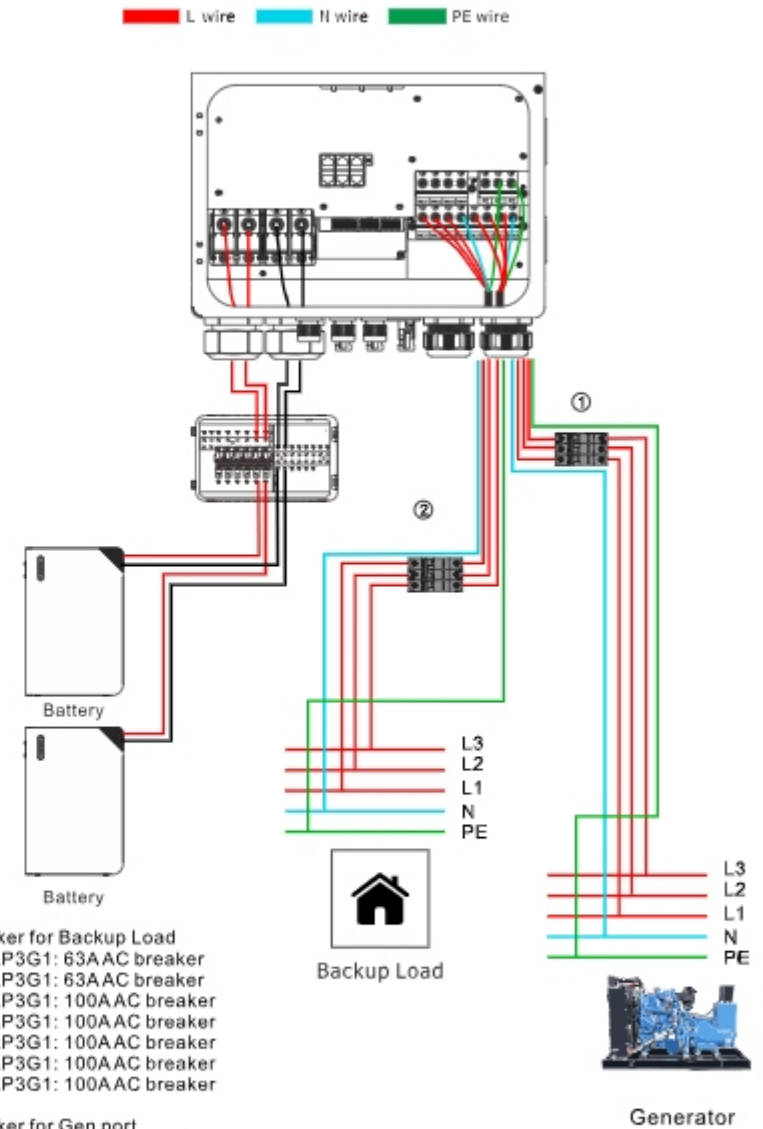 L wire N wire PE wire
①
②
Battery
L3
L2
L1
N
PE
Battery
L3
L2
L1
N
PE
Backup Load
ker for Backup Load
P3G1: 63A AC breaker
P3G1: 63A AC breaker
P3G1: 100A AC breaker
P3G1: 100A AC breaker
P3G1: 100A AC breaker
P3G1: 100A AC breaker
P3G1: 100A AC breaker
ker for Gen port
Generator